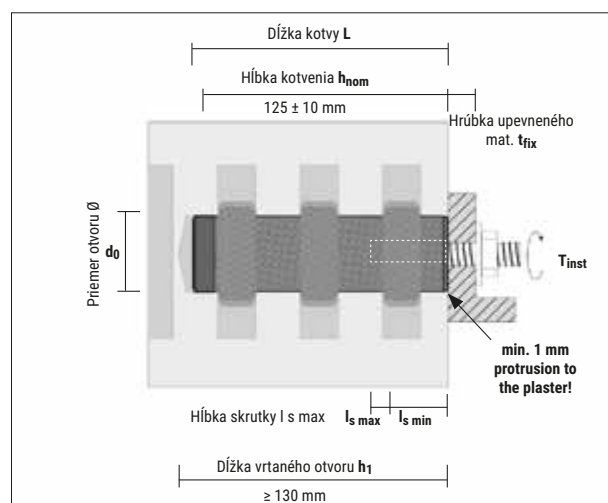 Dĺžka kotvy L
Hĺbka kotvenia hnom
125 ± 10 mm
Hrúbka upevneného
mat. tfix
Priemer otvoru Ø
d0
Tinst
min. 1 mm
protrusion to
the plaster!
Hĺbka skrutky l s max
ls max
ls min
Dĺžka vrtaného otvoru h1
≥ 130 mm